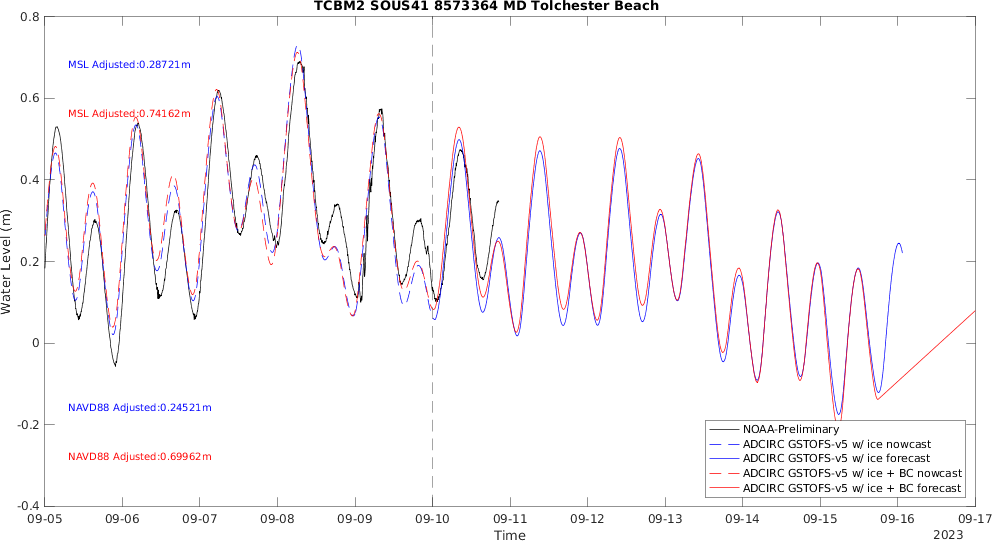 TCBM2 SOUS41 8573364 MD Tolchester Beach
0.8
0.6
0.4
0.2
0
-0.2
-0.4
Water Level (m)
MSL Adjusted:0.28721m
MSL Adjusted:0.74162m
NAVD88 Adjusted:0.24521m
NAVD88 Adjusted:0.69962m
NOAA-Preliminary
ADCIRC GSTOFS-v5 w/ ice nowcast
ADCIRC GSTOFS-v5 w/ ice forecast
ADCIRC GSTOFS-v5 w/ ice + BC nowcast
ADCIRC GSTOFS-v5 w/ ice + BC forecast
09-05 09-06 09-07 09-08 09-09 09-10 09-11 09-12 09-13 09-14 09-15 09-16 09-17
Time
2023